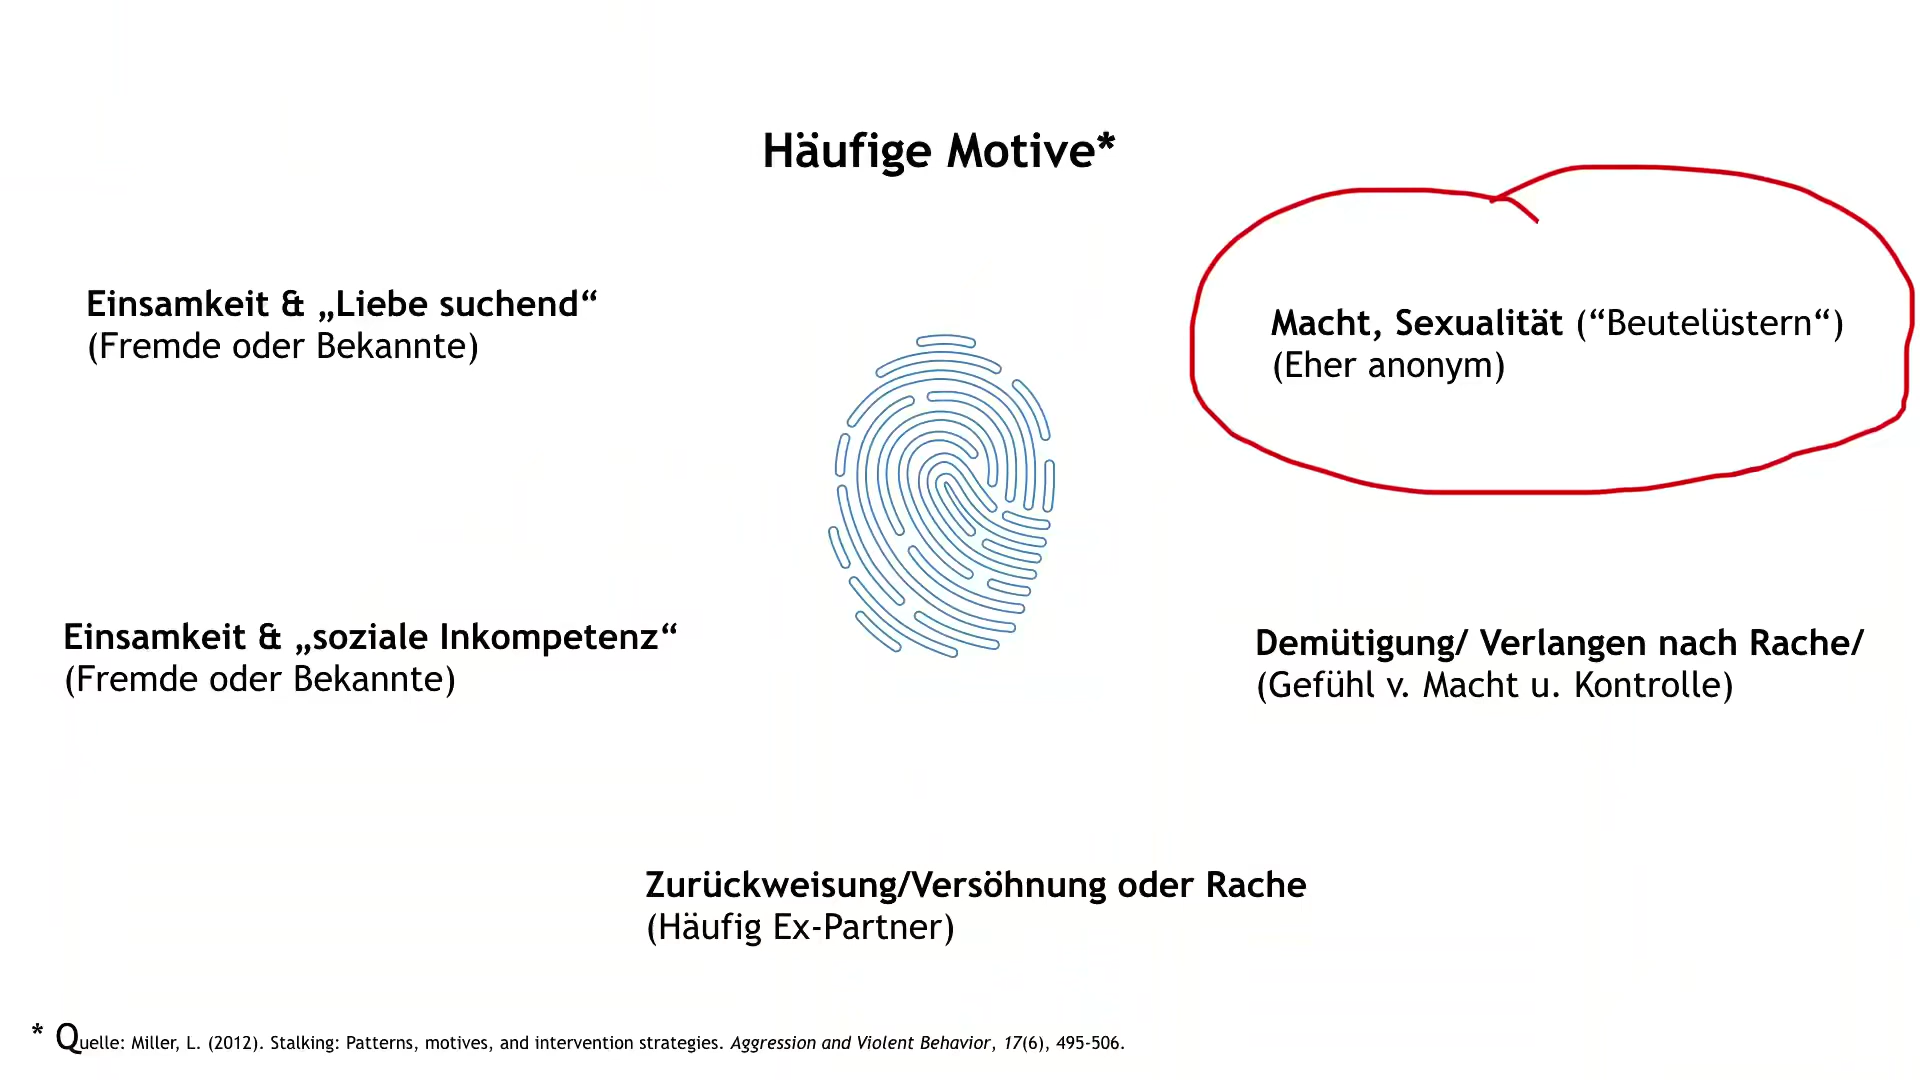 Häufige Motive*
Einsamkeit & „Liebe suchend“
(Fremde oder Bekannte)
Macht, Sexualität (“Beutelüstern“)
(Eher anonym)
Einsamkeit & „soziale Inkompetenz“
(Fremde oder Bekannte)
Demütigung/ Verlangen nach Rache/
(Gefühl v. Macht u. Kontrolle)
Zurückweisung/Versöhnung oder Rache
(Häufig Ex-Partner)
* Quelle: Miller, L. (2012). Stalking: Patterns, motives, and intervention strategies. Aggression and Violent Behavior, 17(6), 495-506.